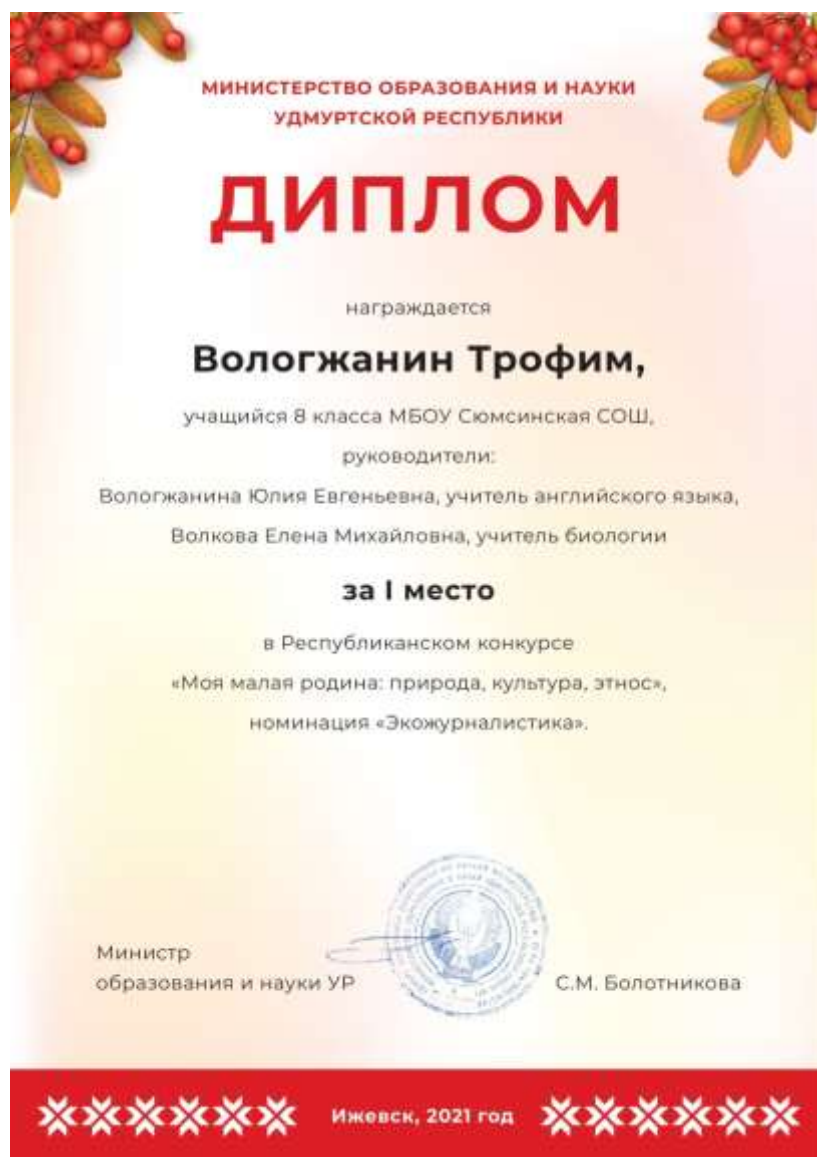 МИНИСТЕРСТВО ОБРАЗОВАНИЯ И НАУКИ
УДМУРТСКОЙ РЕСПУБЛИКИ
ДИПЛОМ
награждается
Вологжанин Трофим,
учащийся 8 класса МБОУ Сюмсинская СОШ,
руководители:
Вологжанина Юлия Евгеньевна, учитель английского языка,
Волкова Елена Михайловна, учитель биологии
за I место
в Республиканском конкурсе
«Моя малая родина: природа, культура, этнос»,
номинация «Экожурналистика».
Министр
образования и науки УР
С.М. Болотникова
Ижевск, 2021 год